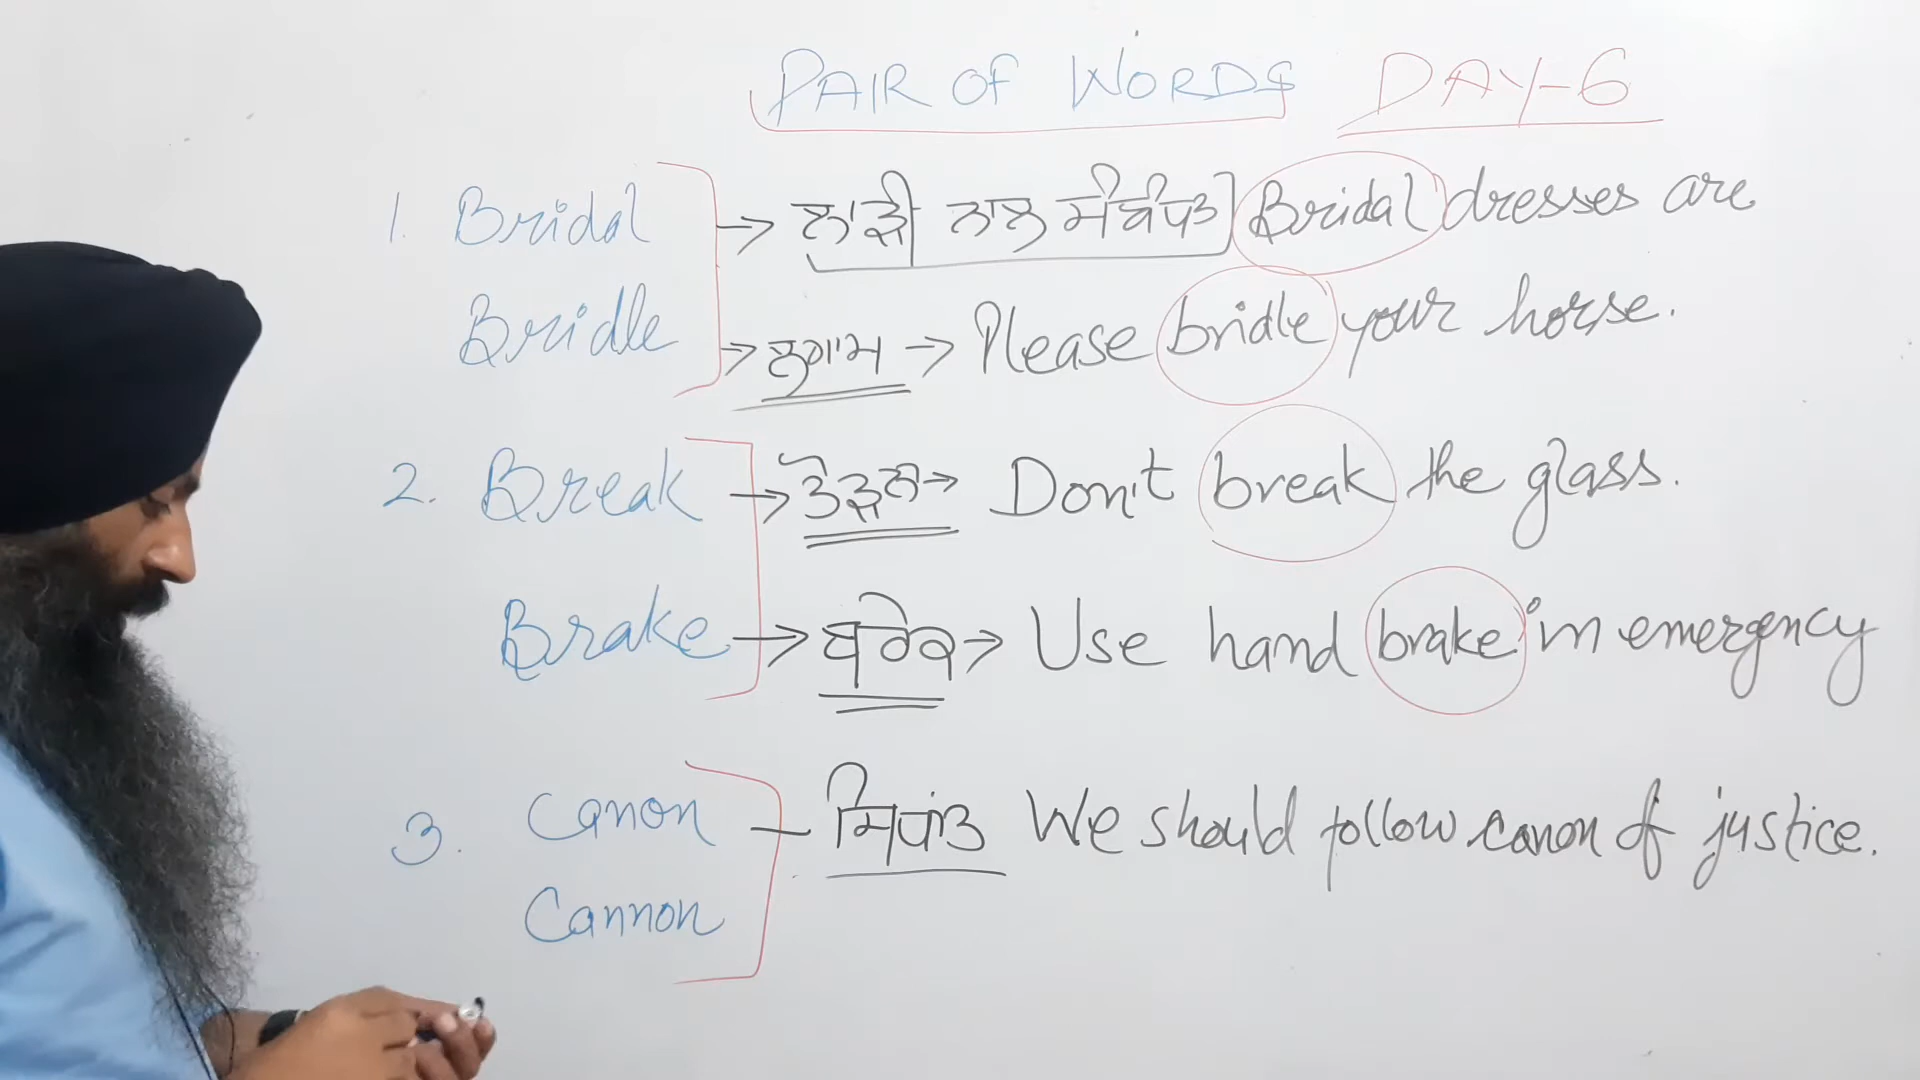 PAIR OF WORDS DAY-6
1. Bridal → ਲਾੜੀ ਨਾਲ ਸੰਬੰਧਤ] Bridal dresses are
Bridle → ਲਗਾਮ → Please bridle your horse.
2. Break → ਤੋੜਨਾ → Don't break the glass.
Brake → ਬਰੇਕ → Use hand brake in emergency
3. Canon — ਸਿਧਾਂਤ We should follow canon of justice.
Cannon